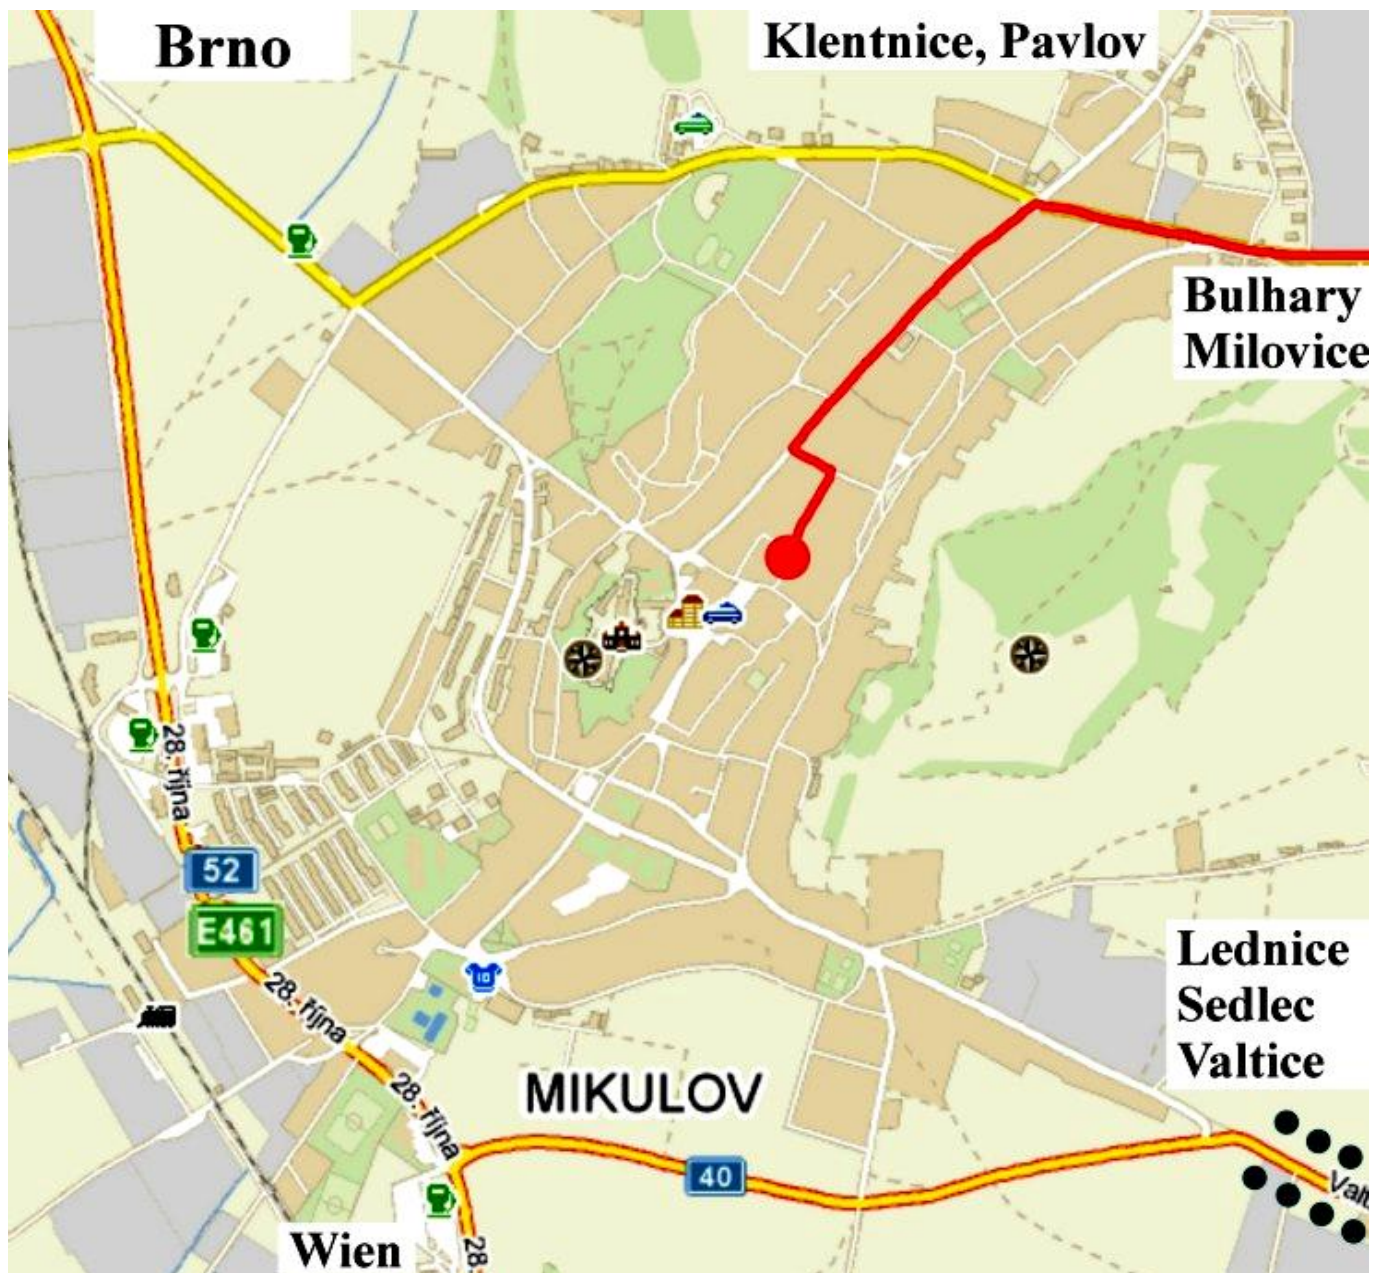 Brno
Klentnice, Pavlov
Bulhary
Milovice
28. října
52
E461
28. října
10
Lednice
Sedlec
Valtice
28. října
MIKULOV
40
Valt
Wien
28.